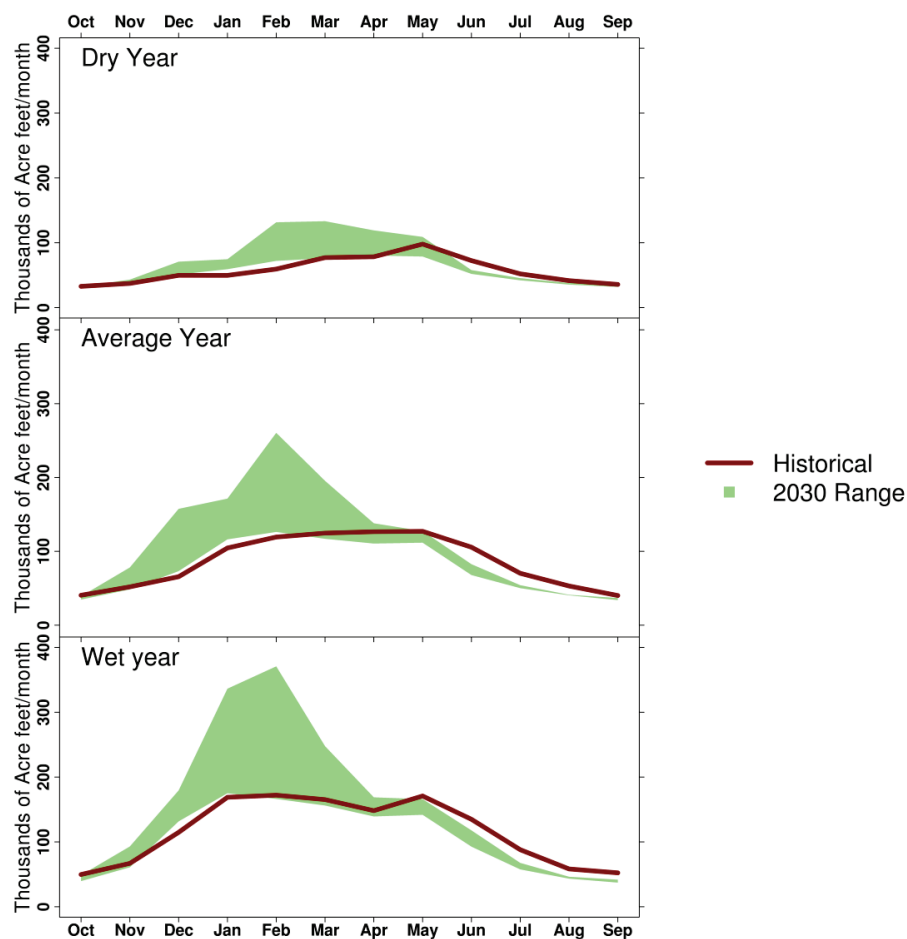 Oct Nov Dec Jan Feb Mar Apr May Jun Jul Aug Sep
Dry Year
Thousands of Acre feet/month
400
300
200
100
0
Average Year
Thousands of Acre feet/month
400
300
200
100
0
Historical
2030 Range
Wet year
Thousands of Acre feet/month
400
300
200
100
0
Oct Nov Dec Jan Feb Mar Apr May Jun Jul Aug Sep